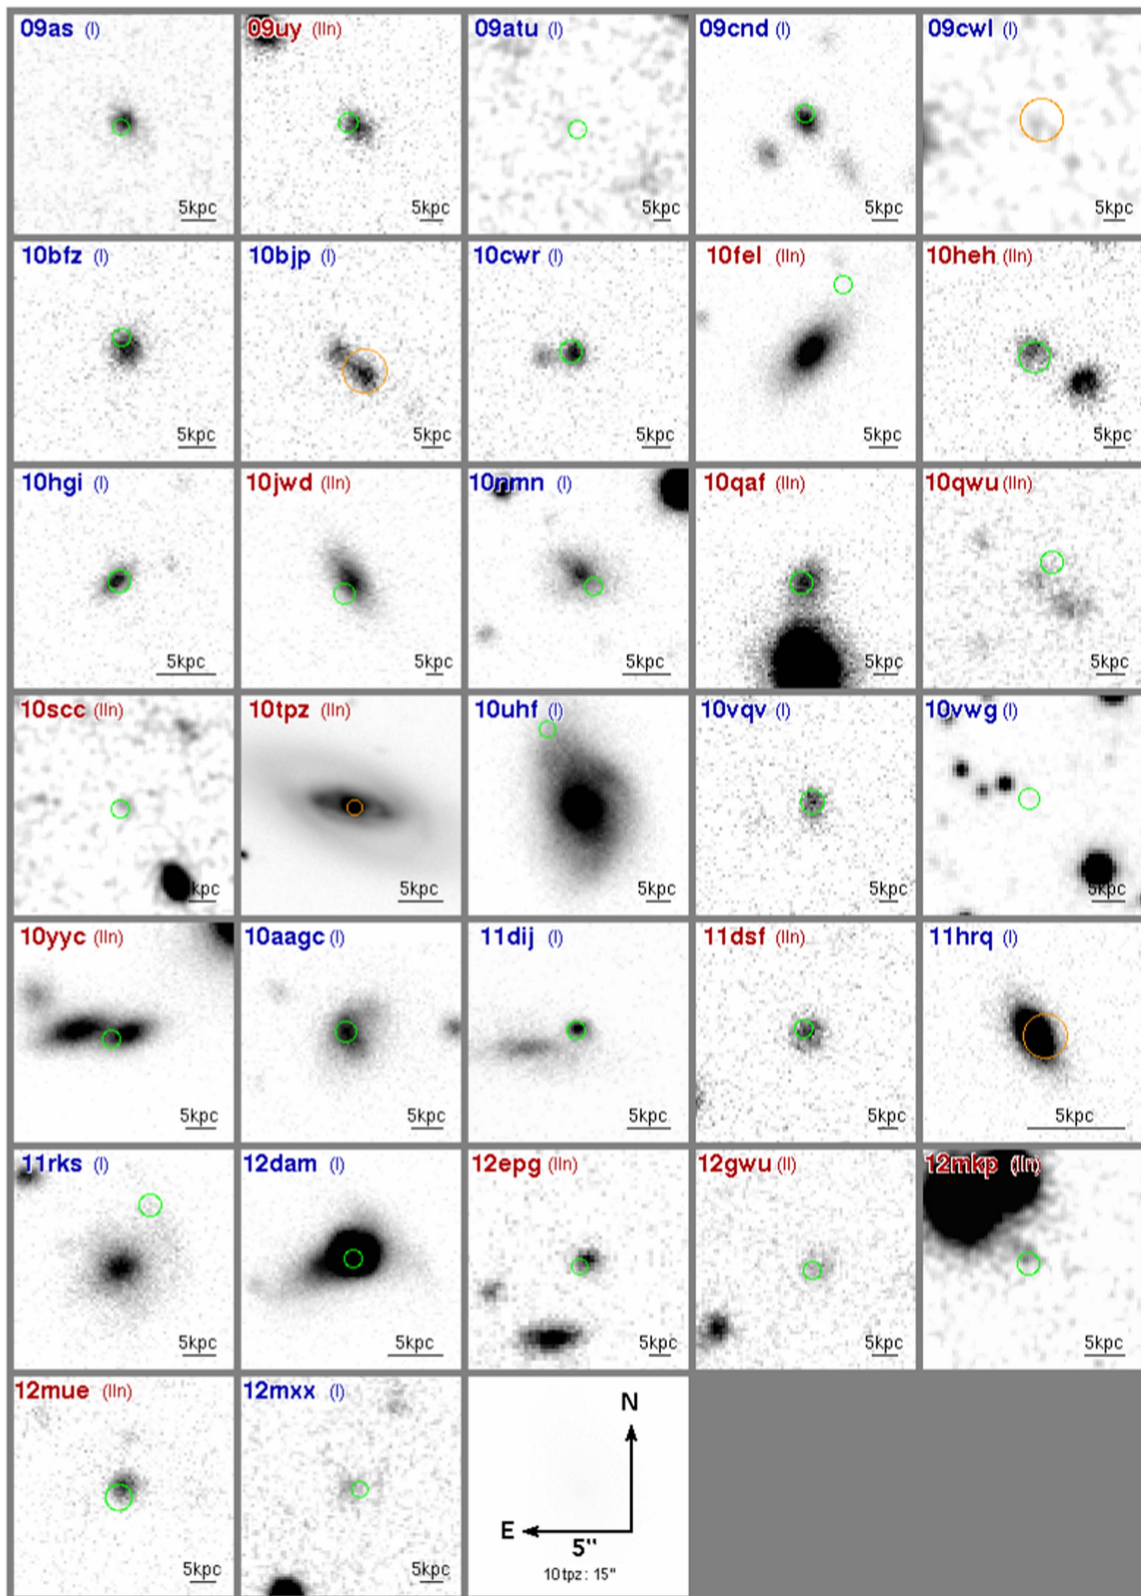 09as (I)
09uy (IIn)
09atu (I)
09cnd (I)
09cwl (I)
5kpc
5kpc
5kpc
5kpc
5kpc
10bfz (I)
10bjp (I)
10cwr (I)
10fel (IIn)
10heh (IIn)
5kpc
5kpc
5kpc
5kpc
5kpc
10hgi (I)
10jwd (IIn)
10nmn (I)
10qaf (IIn)
10qwu (IIn)
5kpc
5kpc
5kpc
5kpc
5kpc
10scc (IIn)
10tpz (IIn)
10uhf (I)
10vqv (I)
10vwg (I)
kpc
5kpc
5kpc
5kpc
5kpc
10yyc (IIn)
10aagc (I)
11dij (I)
11dsf (IIn)
11hrq (I)
5kpc
5kpc
5kpc
5kpc
5kpc
11rks (I)
12dam (I)
12epg (IIn)
12gwu (II)
12mkp (IIn)
5kpc
5kpc
5kpc
5kpc
5kpc
12mue (IIn)
12mxx (I)
N
E
5"
10tpz: 15"
5kpc
5kpc